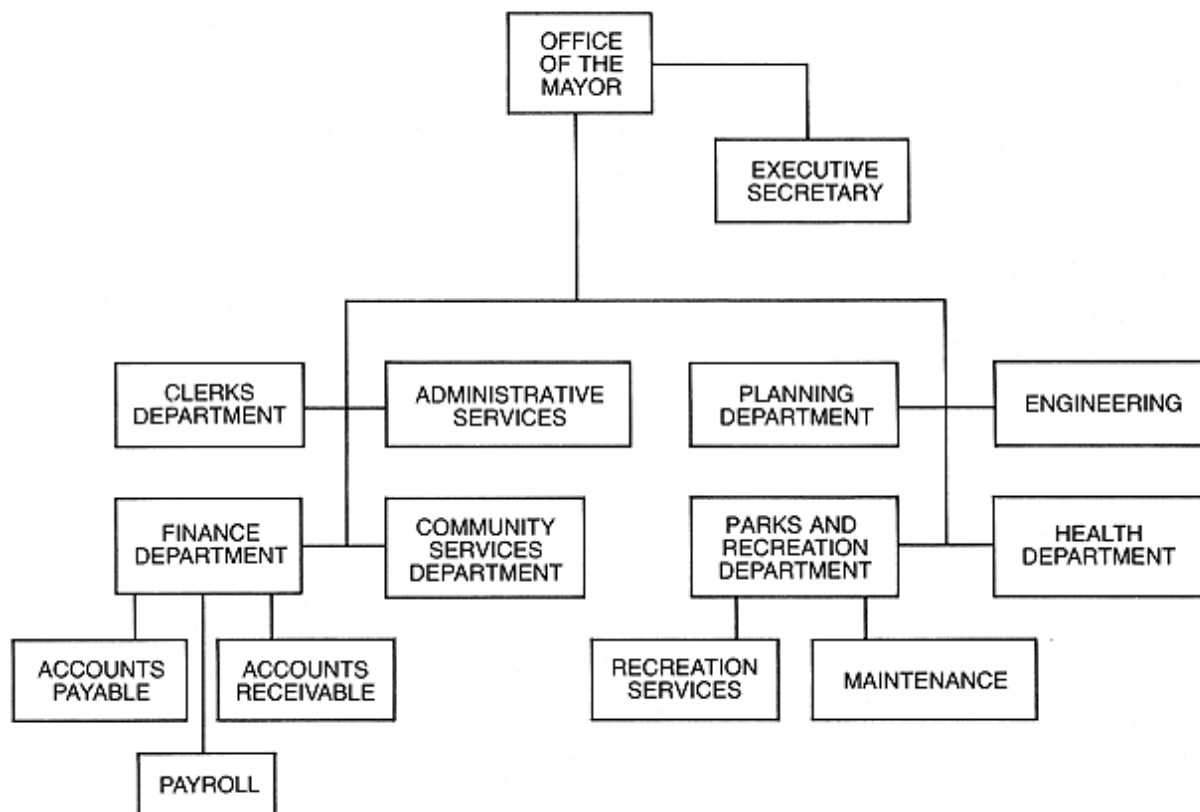 OFFICE
OF THE
MAYOR
EXECUTIVE
SECRETARY
CLERKS
DEPARTMENT
ADMINISTRATIVE
SERVICES
PLANNING
DEPARTMENT
ENGINEERING
FINANCE
DEPARTMENT
COMMUNITY
SERVICES
DEPARTMENT
PARKS AND
RECREATION
DEPARTMENT
HEALTH
DEPARTMENT
ACCOUNTS
PAYABLE
ACCOUNTS
RECEIVABLE
RECREATION
SERVICES
MAINTENANCE
PAYROLL